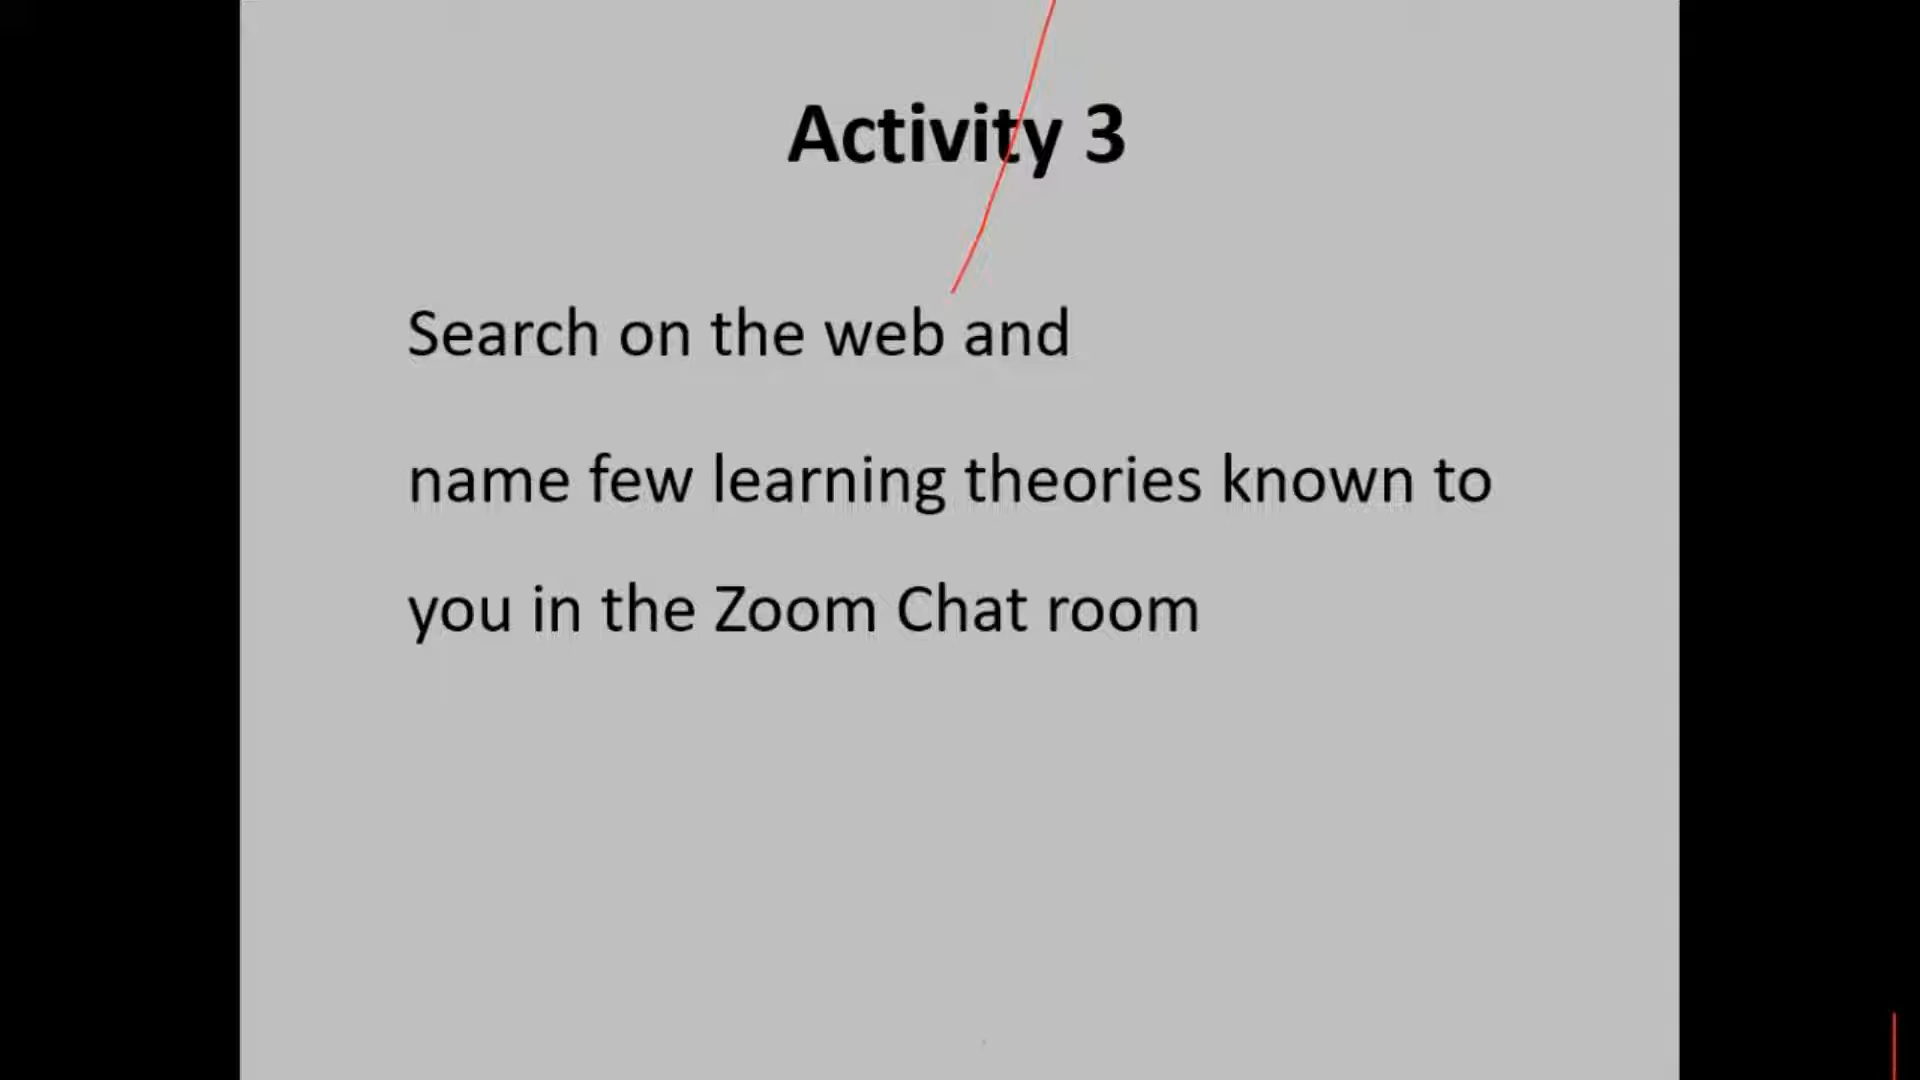 Activity 3
Search on the web and
name few learning theories known to
you in the Zoom Chat room